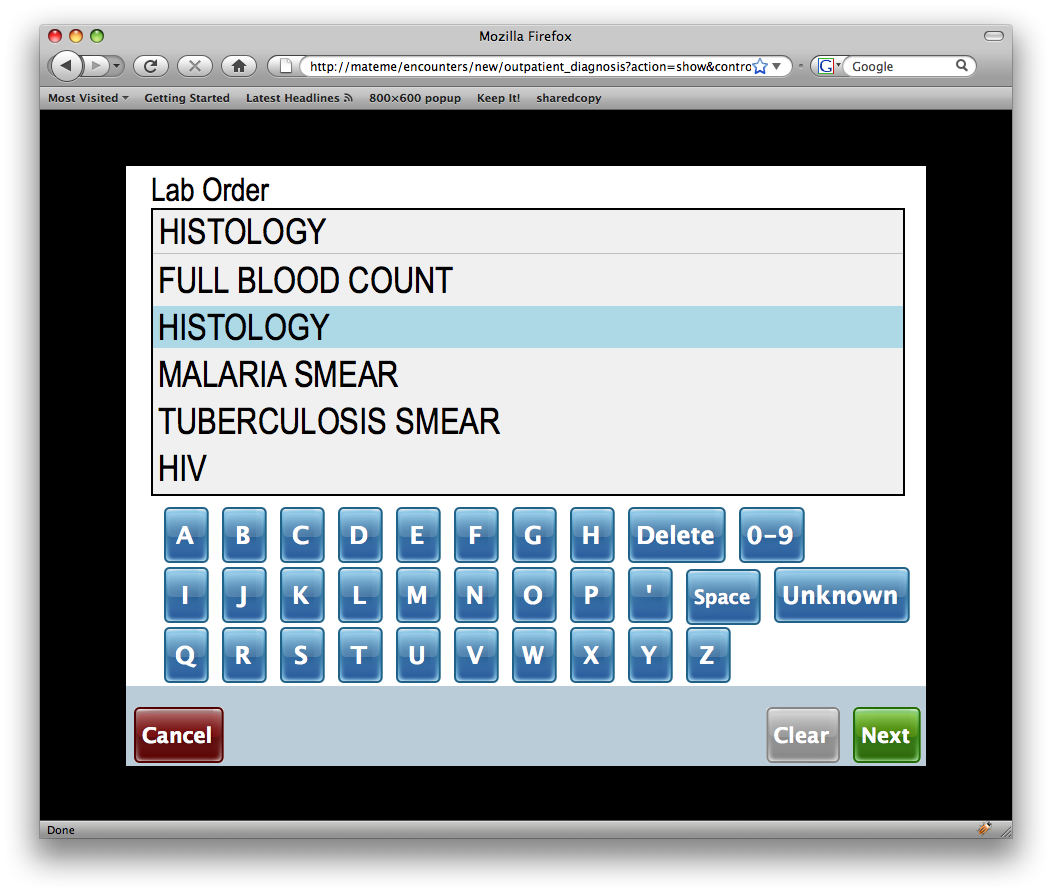 Mozilla Firefox
http://mateme/encounters/new/outpatient_diagnosis?action=show&contro
Google
Most Visited Getting Started Latest Headlines 800×600 popup Keep It! sharedcopy
Lab Order
HISTOLOGY
FULL BLOOD COUNT
HISTOLOGY
MALARIA SMEAR
TUBERCULOSIS SMEAR
HIV
A B C D E F G H Delete 0-9
I J K L M N O P ' Space Unknown
Q R S T U V W X Y Z
Cancel Clear Next
Done